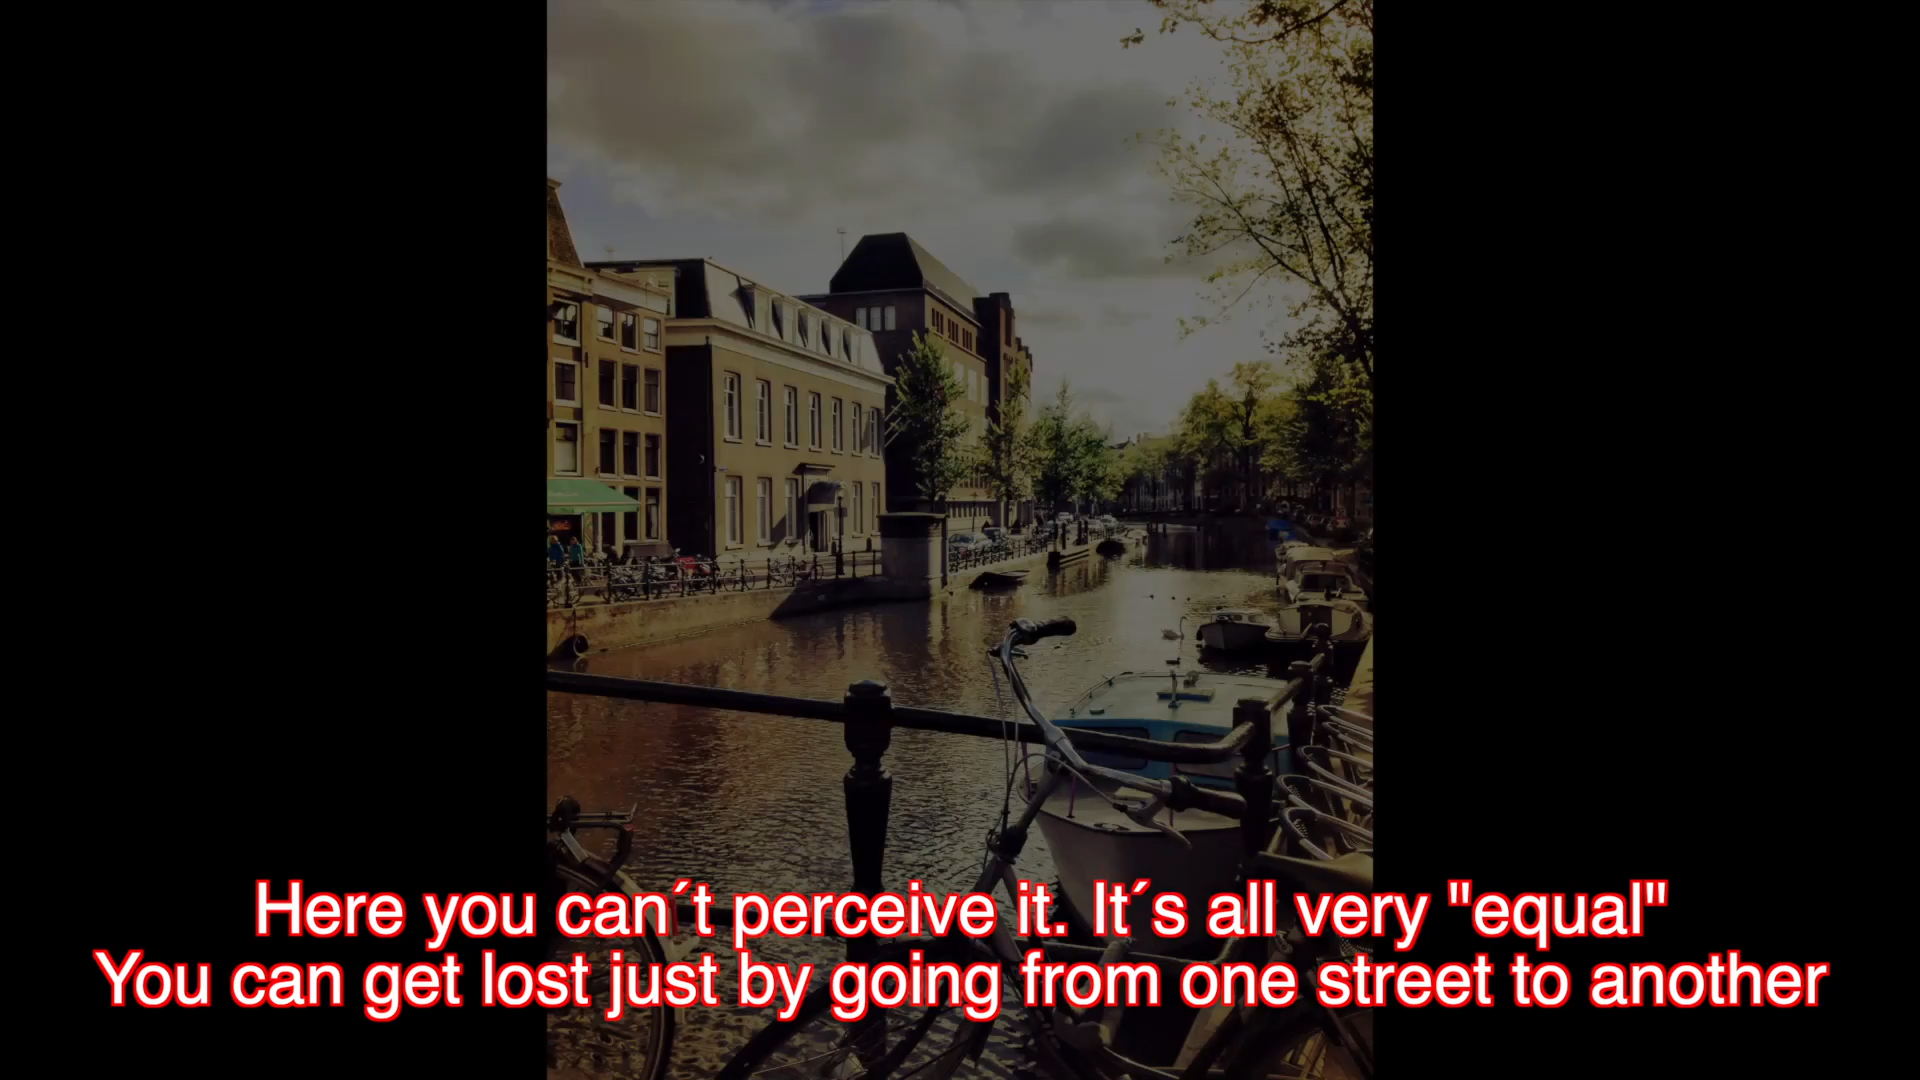 Here you can´t perceive it. It´s all very "equal"
You can get lost just by going from one street to another